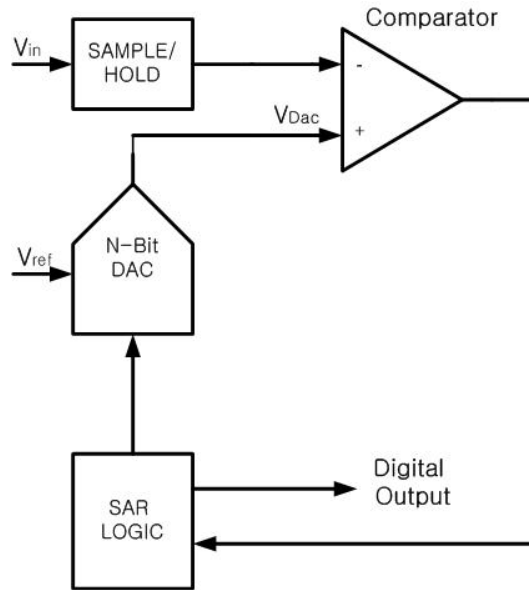 Comparator
Vin
SAMPLE/
HOLD
-
VDac
+
N-Bit
DAC
Vref
SAR
LOGIC
Digital
Output